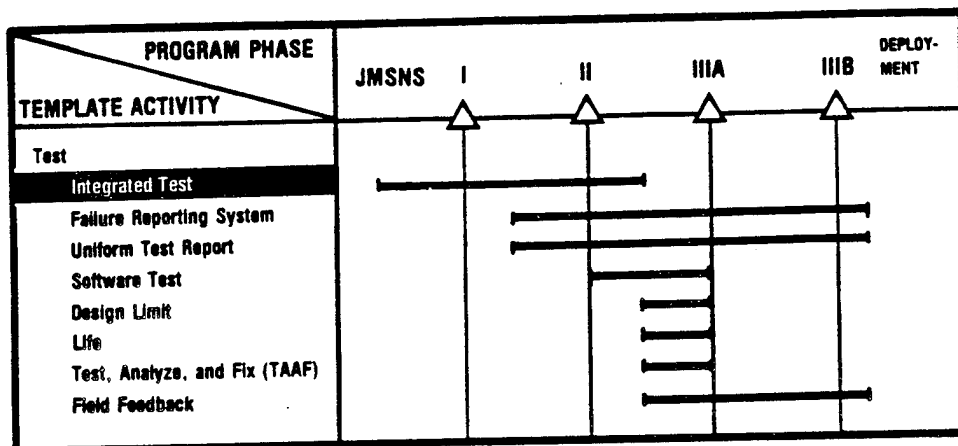 PROGRAM PHASE
TEMPLATE ACTIVITY
JMSNS
I
II
IIIA
IIIB
DEPLOY-
MENT
Test
Integrated Test
Failure Reporting System
Uniform Test Report
Software Test
Design Limit
Life
Test, Analyze, and Fix (TAAF)
Field Feedback